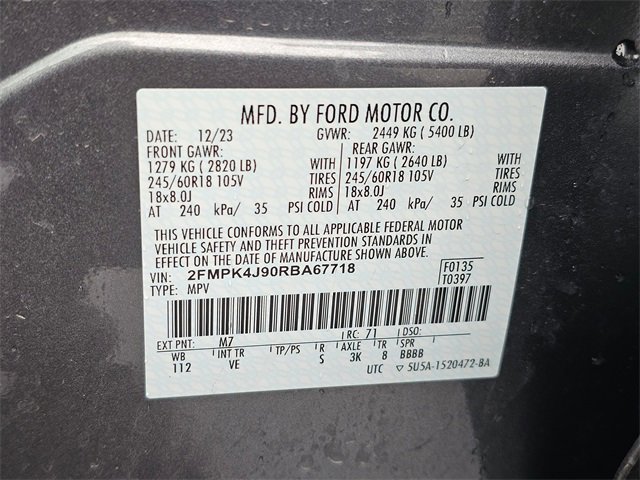 MFD. BY FORD MOTOR CO.
DATE: 12/23 GVWR: 2449 KG ( 5400 LB)
FRONT GAWR: REAR GAWR:
1279 KG ( 2820 LB) WITH 1197 KG ( 2640 LB) WITH
245/60R18 105V TIRES 245/60R18 105V TIRES
18x8.0J RIMS 18x8.0J RIMS
AT 240 kPa/ 35 PSI COLD AT 240 kPa/ 35 PSI COLD
THIS VEHICLE CONFORMS TO ALL APPLICABLE FEDERAL MOTOR
VEHICLE SAFETY AND THEFT PREVENTION STANDARDS IN
EFFECT ON THE DATE OF MANUFACTURE SHOWN ABOVE.
VIN: 2FMPK4J90RBA67718 F0135
TYPE: MPV T0397
EXT PNT: M7 RC: 71 DSO:
WB INT TR TP/PS R AXLE TR SPR
112 VE S 3K 8 BBBB
UTC ▽ 5U5A-1520472-BA